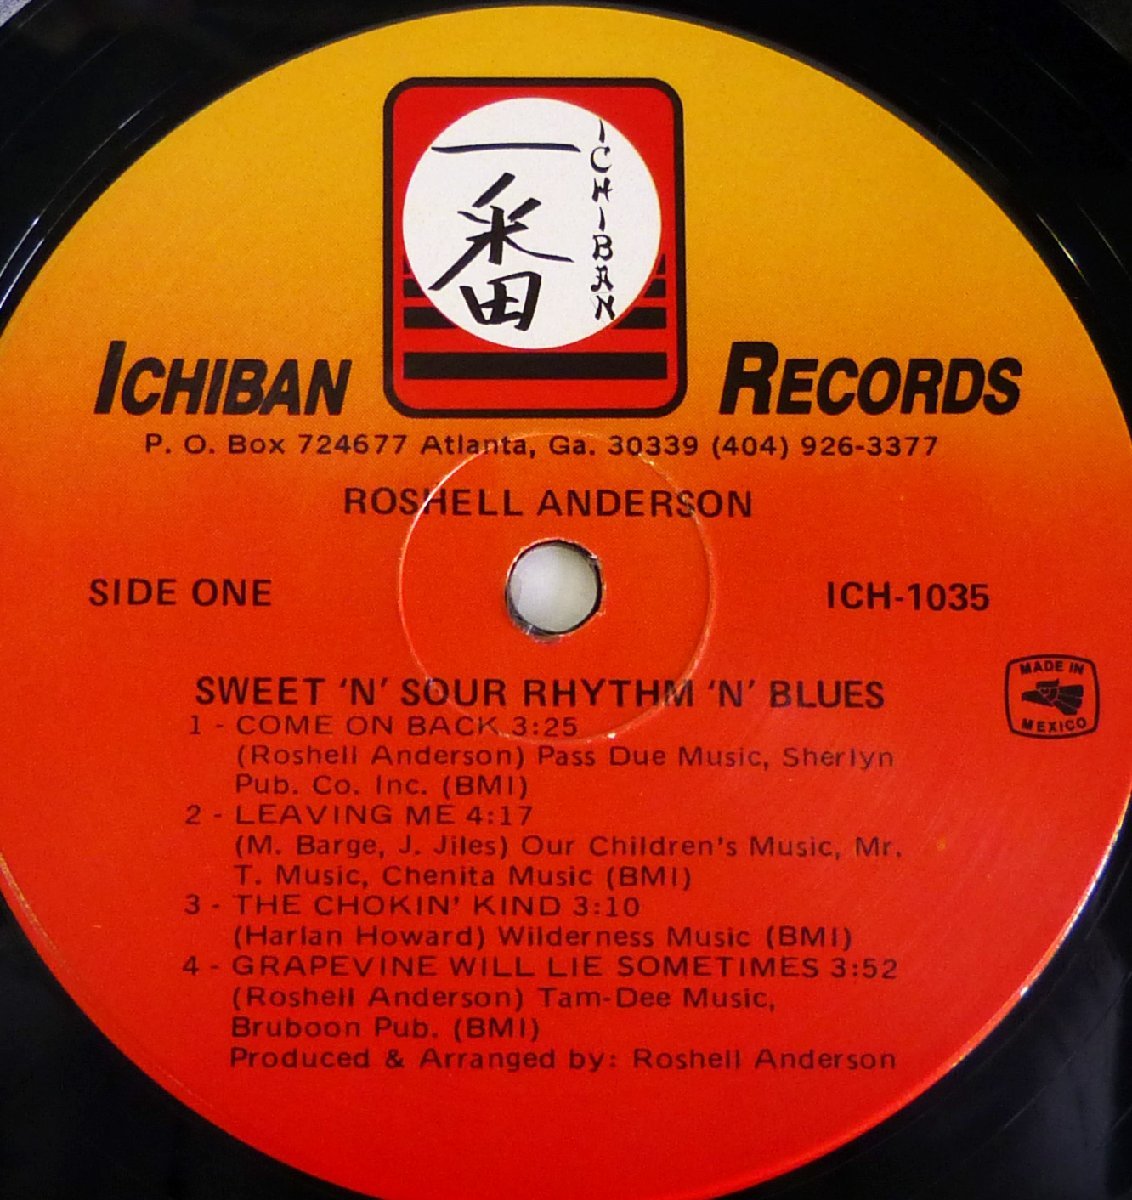 一番
ICHIBAN
ICHIBAN RECORDS
P. O. Box 724677 Atlanta, Ga. 30339 (404) 926-3377
ROSHELL ANDERSON
SIDE ONE
ICH-1035
MADE IN
MEXICO
SWEET 'N' SOUR RHYTHM 'N' BLUES
1 - COME ON BACK 3:25
(Roshell Anderson) Pass Due Music, Sherlyn
Pub. Co. Inc. (BMI)
2 - LEAVING ME 4:17
(M. Barge, J. Jiles) Our Children's Music, Mr.
T. Music, Chenita Music (BMI)
3 - THE CHOKIN' KIND 3:10
(Harlan Howard) Wilderness Music (BMI)
4 - GRAPEVINE WILL LIE SOMETIMES 3:52
(Roshell Anderson) Tam-Dee Music,
Bruboon Pub. (BMI)
Produced & Arranged by: Roshell Anderson